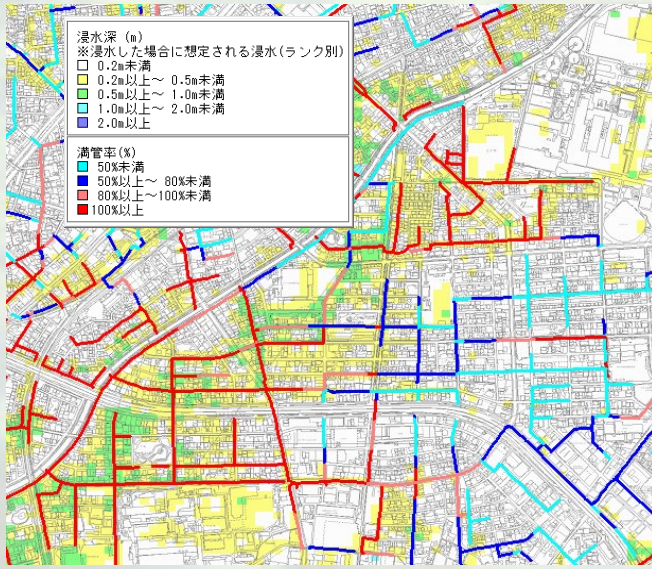 浸水深 (m)
※浸水した場合に想定される浸水(ランク別)
0.2m未満
0.2m以上～ 0.5m未満
0.5m以上～ 1.0m未満
1.0m以上～ 2.0m未満
2.0m以上
満管率(%)
50%未満
50%以上～ 80%未満
80%以上～100%未満
100%以上